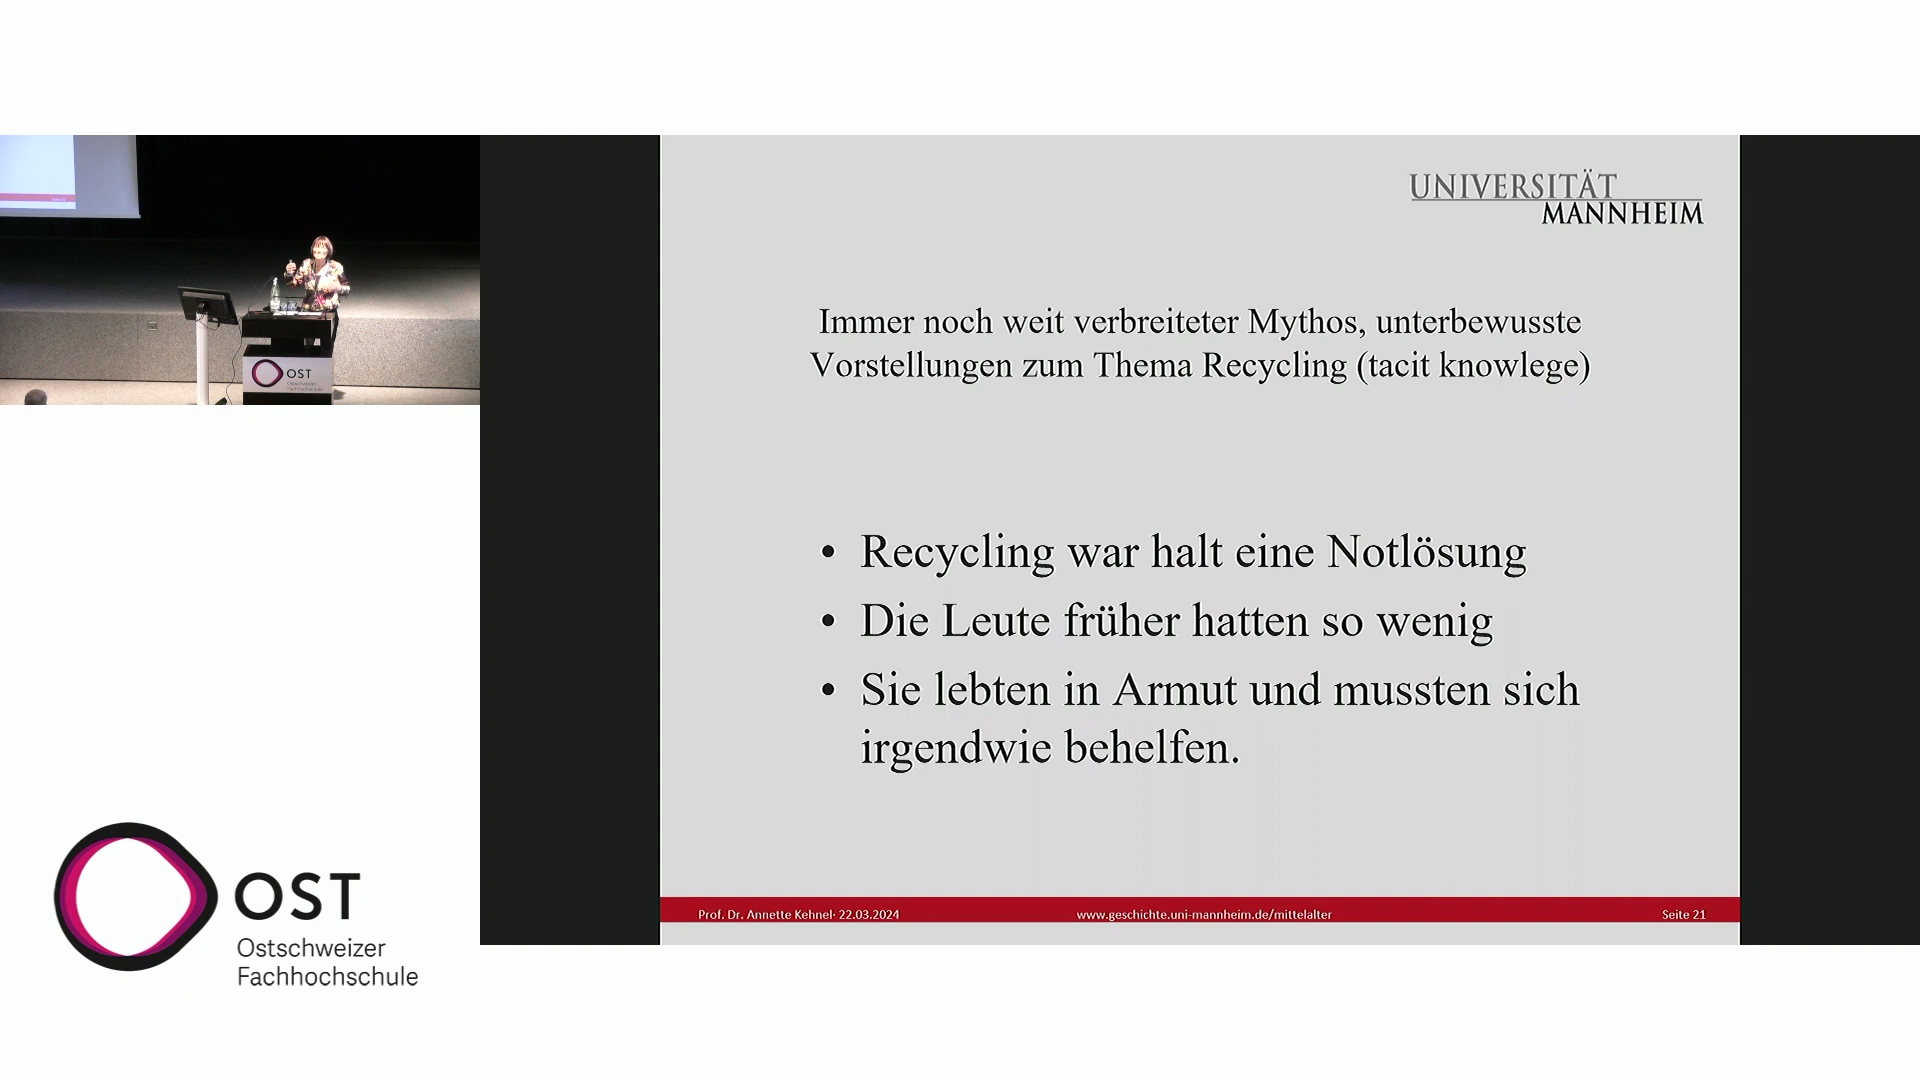 UNIVERSITÄT
MANNHEIM
Immer noch weit verbreiteter Mythos, unterbewusste
Vorstellungen zum Thema Recycling (tacit knowlege)
• Recycling war halt eine Notlösung
• Die Leute früher hatten so wenig
• Sie lebten in Armut und mussten sich
irgendwie behelfen.
Prof. Dr. Annette Kehnel· 22.03.2024
www.geschichte.uni-mannheim.de/mittelalter
Seite 21
OST
Ostschweizer
Fachhochschule
OST
Ostschweizer
Fachhochschule